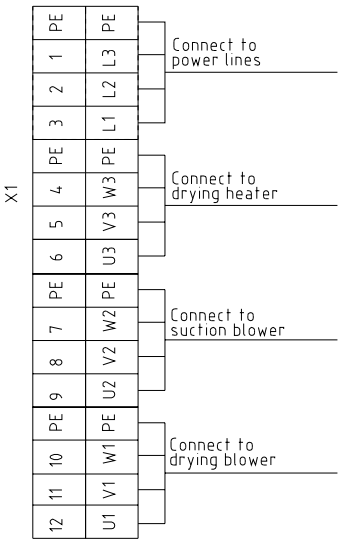 X1
PE PE
1 L3
2 L2
3 L1
Connect to
power lines
PE PE
4 W3
5 V3
6 U3
Connect to
drying heater
PE PE
7 W2
8 V2
9 U2
Connect to
suction blower
PE PE
10 W1
11 V1
12 U1
Connect to
drying blower